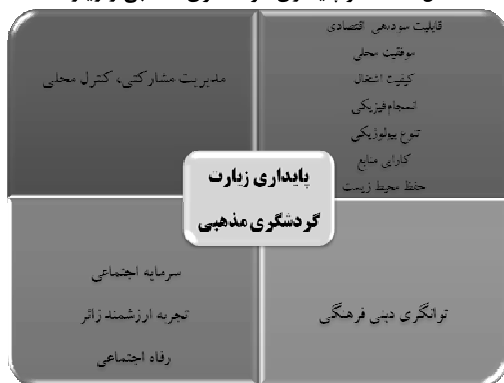 قابلیت سوددهی اقتصادی
موفقیت محلی
کیفیت اشتغال
انسجام فیزیکی
تنوع بیولوژیکی
کارایی منابع
حفظ محیط زیست
مدیریت مشارکتی، کنترل محلی
پایداری زیارت
گردشگری مذهبی
توانگری دینی فرهنگی
سرمایه اجتماعی
تجربه ارزشمند زائر
رفاه اجتماعی